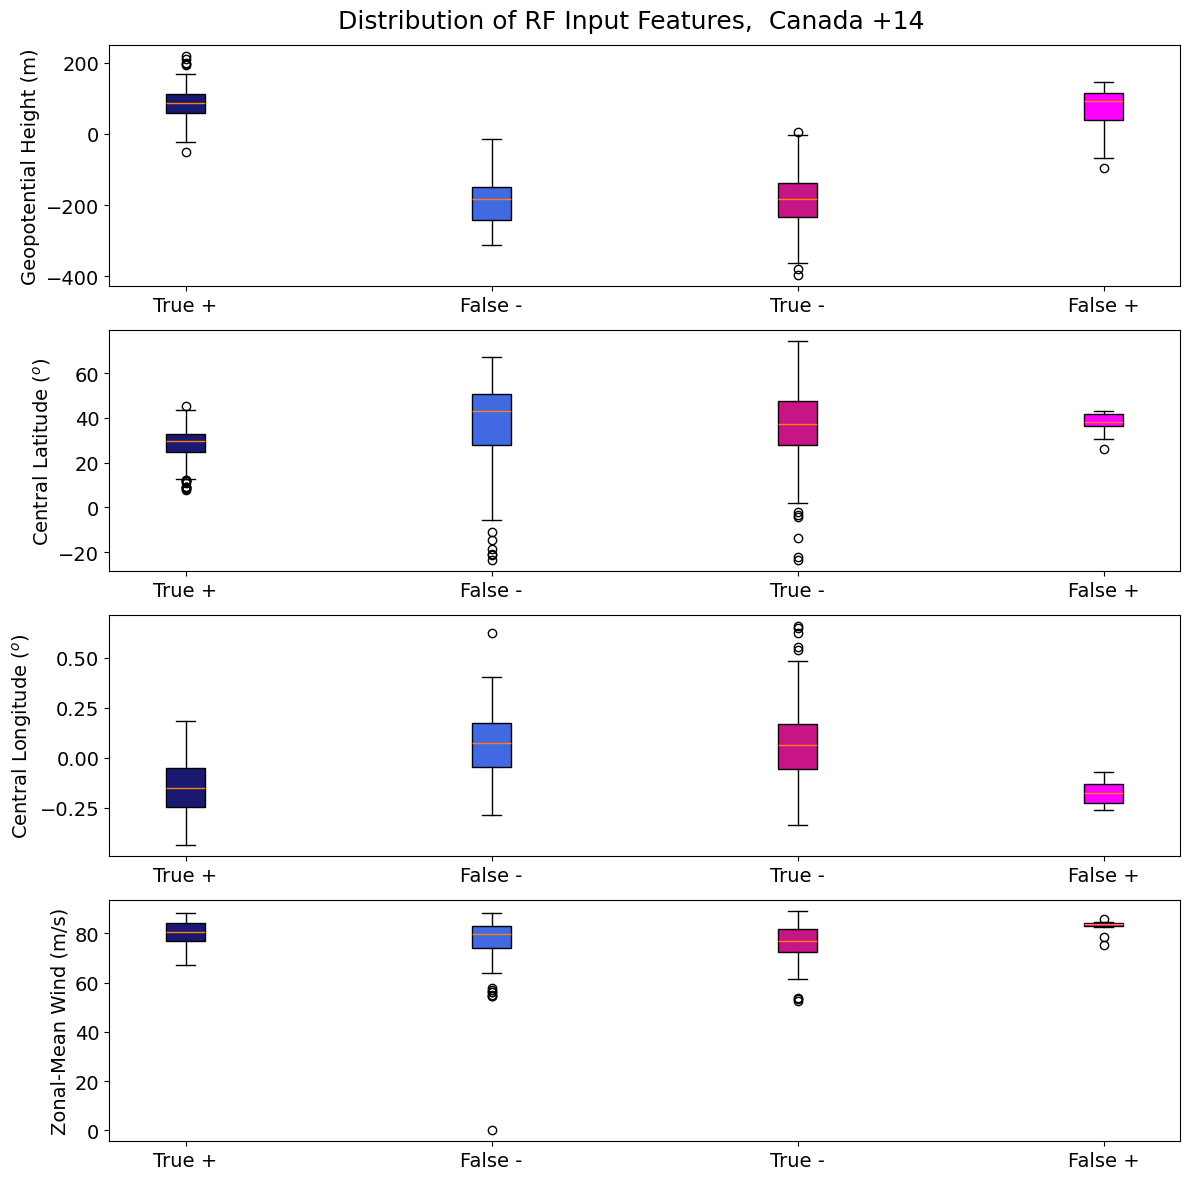 Distribution of RF Input Features,  Canada +14
Geopotential Height (m)
200
0
−200
−400
True +
False -
True -
False +
Central Latitude (°)
60
40
20
0
−20
True +
False -
True -
False +
Central Longitude (°)
0.50
0.25
0.00
−0.25
True +
False -
True -
False +
Zonal-Mean Wind (m/s)
80
60
40
20
0
True +
False -
True -
False +